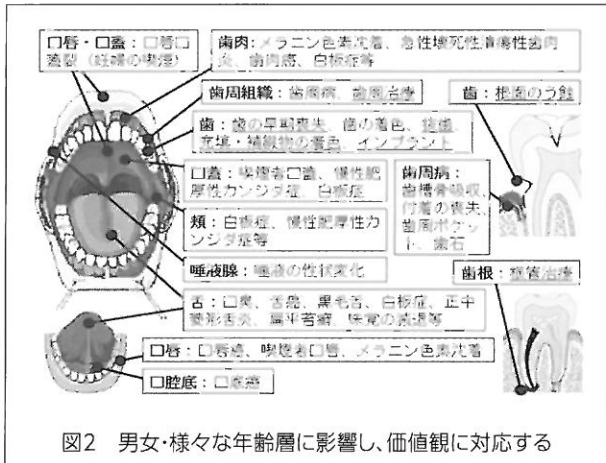 口唇・口蓋：口唇口
蓋裂（妊婦の喫煙）
歯肉：メラニン色素沈着、急性壊死性潰瘍性歯肉
炎、歯肉癌、白板症等
歯周組織：歯周病、歯周治療
歯：根面のう蝕
歯：歯の早期喪失、歯の着色、抜歯、
充填・補綴物の着色、インプラント
口蓋：喫煙者口蓋、慢性肥
厚性カンジダ症、白板症
歯周病：
歯槽骨吸収、
付着の喪失、
歯周ポケッ
ト、歯石
頬：白板症、慢性肥厚性カ
ンジダ症等
唾液腺：唾液の性状変化
歯根：根管治療
舌：口臭、舌癌、黒毛舌、白板症、正中
菱形舌炎、扁平苔癬、味覚の減退等
口唇：口唇癌、喫煙者口唇、メラニン色素沈着
口腔底：口底癌
図2 男女・様々な年齢層に影響し、価値観に対応する